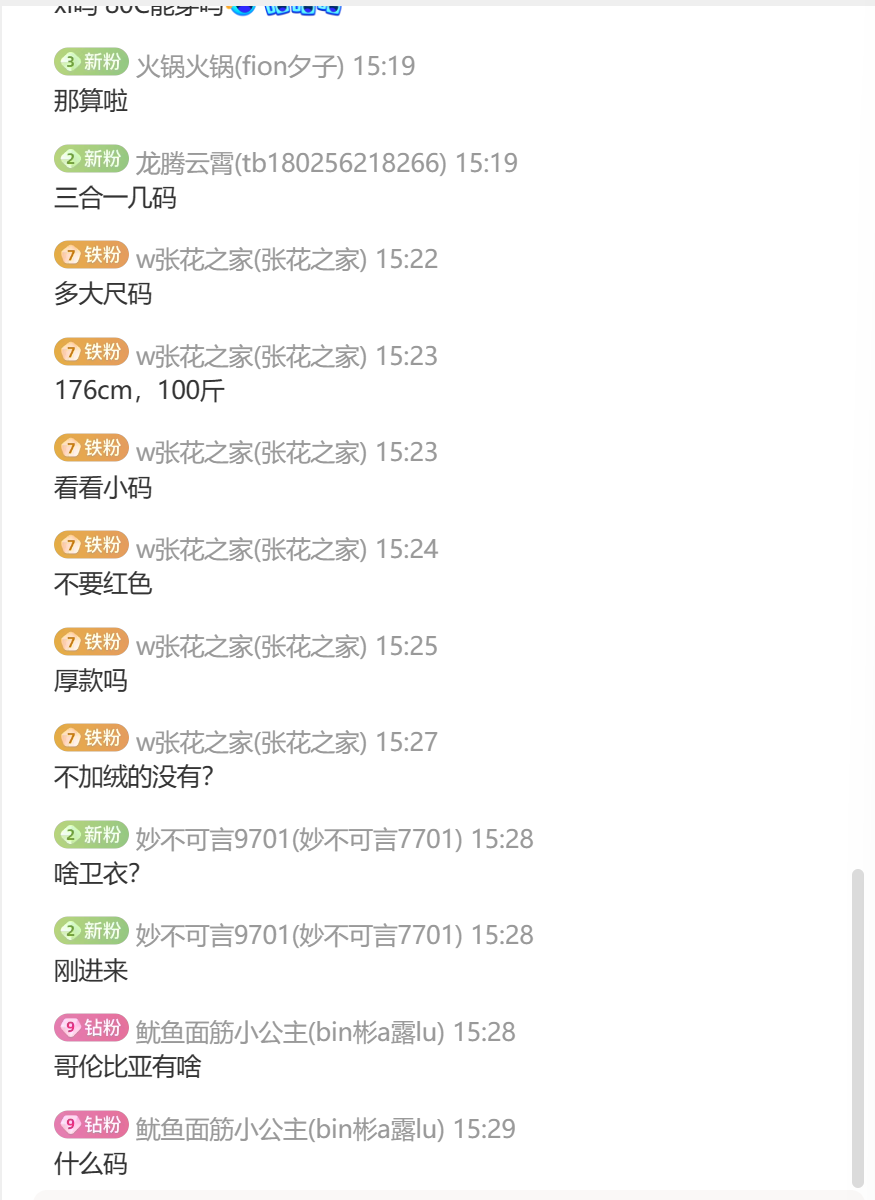 3 新粉 火锅火锅(fion夕子) 15:19
那算啦
2 新粉 龙腾云霄(tb180256218266) 15:19
三合一几码
7 铁粉 w张花之家(张花之家) 15:22
多大尺码
7 铁粉 w张花之家(张花之家) 15:23
176cm，100斤
7 铁粉 w张花之家(张花之家) 15:23
看看小码
7 铁粉 w张花之家(张花之家) 15:24
不要红色
7 铁粉 w张花之家(张花之家) 15:25
厚款吗
7 铁粉 w张花之家(张花之家) 15:27
不加绒的没有？
2 新粉 妙不可言9701(妙不可言7701) 15:28
啥卫衣？
2 新粉 妙不可言9701(妙不可言7701) 15:28
刚进来
9 钻粉 鱿鱼面筋小公主(bin彬a露lu) 15:28
哥伦比亚有啥
9 钻粉 鱿鱼面筋小公主(bin彬a露lu) 15:29
什么码